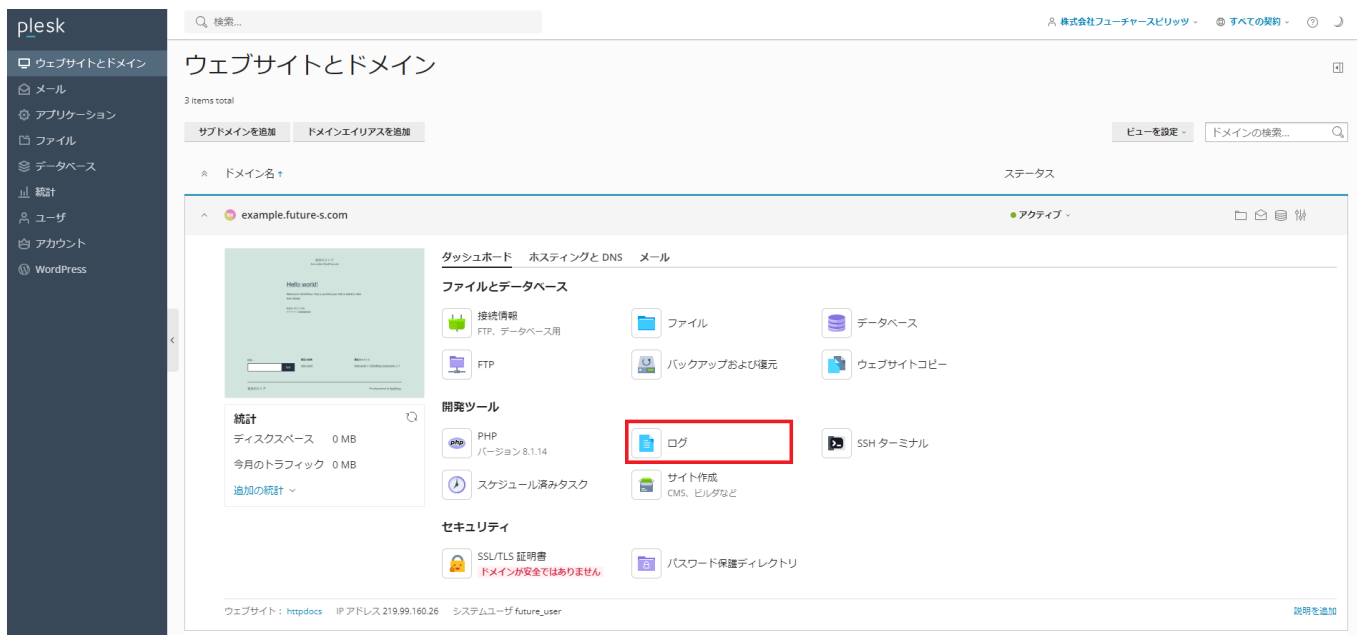 plesk
検索...
株式会社フューチャースピリッツ
すべての契約
ウェブサイトとドメイン
メール
アプリケーション
ファイル
データベース
統計
ユーザ
アカウント
WordPress
ウェブサイトとドメイン
3 items total
サブドメインを追加
ドメインエイリアスを追加
ビューを設定
ドメインの検索...
ドメイン名↑
ステータス
example.future-s.com
アクティブ
Hello world!
統計
ディスクスペース 0 MB
今月のトラフィック 0 MB
追加の統計
ダッシュボード ホスティングと DNS メール
ファイルとデータベース
接続情報
FTP、データベース用
ファイル
データベース
FTP
バックアップおよび復元
ウェブサイトコピー
開発ツール
php
PHP
バージョン 8.1.14
ログ
SSH ターミナル
スケジュール済みタスク
サイト作成
CMS、ビルダなど
セキュリティ
SSL/TLS 証明書
ドメインが安全ではありません
パスワード保護ディレクトリ
ウェブサイト： httpdocs IP アドレス 219.99.160.26 システムユーザ future_user
説明を追加